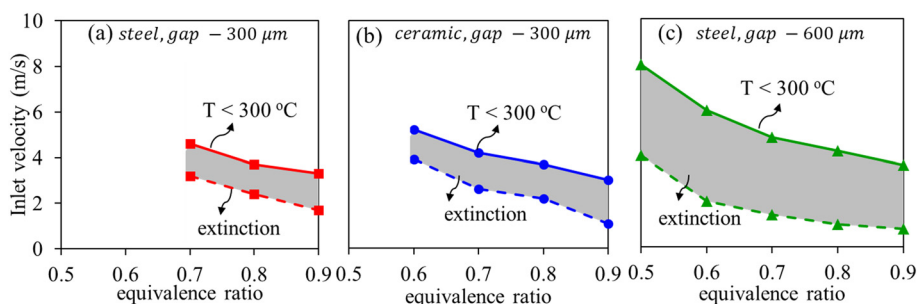 (a) steel, gap − 300 μm
(b) ceramic, gap − 300 μm
(c) steel, gap − 600 μm
Inlet velocity (m/s)
10
8
6
4
2
0
T < 300 ºC
extinction
T < 300 ºC
extinction
T < 300 ºC
extinction
0.5 0.6 0.7 0.8 0.9
0.5 0.6 0.7 0.8 0.9
0.5 0.6 0.7 0.8 0.9
equivalence ratio
equivalence ratio
equivalence ratio